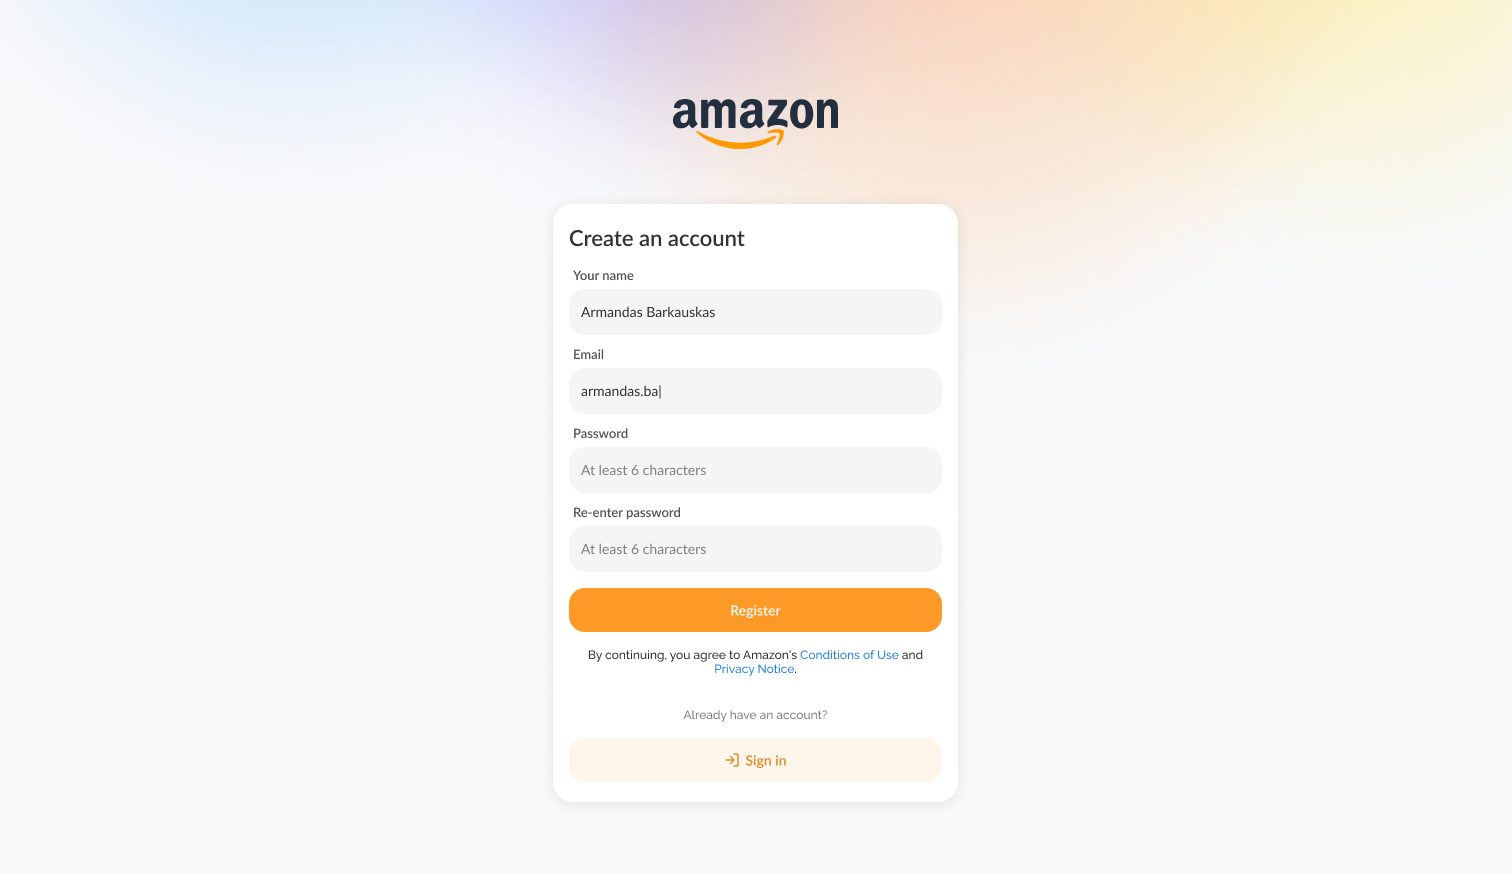 amazon
Create an account
Your name
Armandas Barkauskas
Email
armandas.ba
Password
At least 6 characters
Re-enter password
At least 6 characters
Register
By continuing, you agree to Amazon's Conditions of Use and
Privacy Notice.
Already have an account?
Sign in